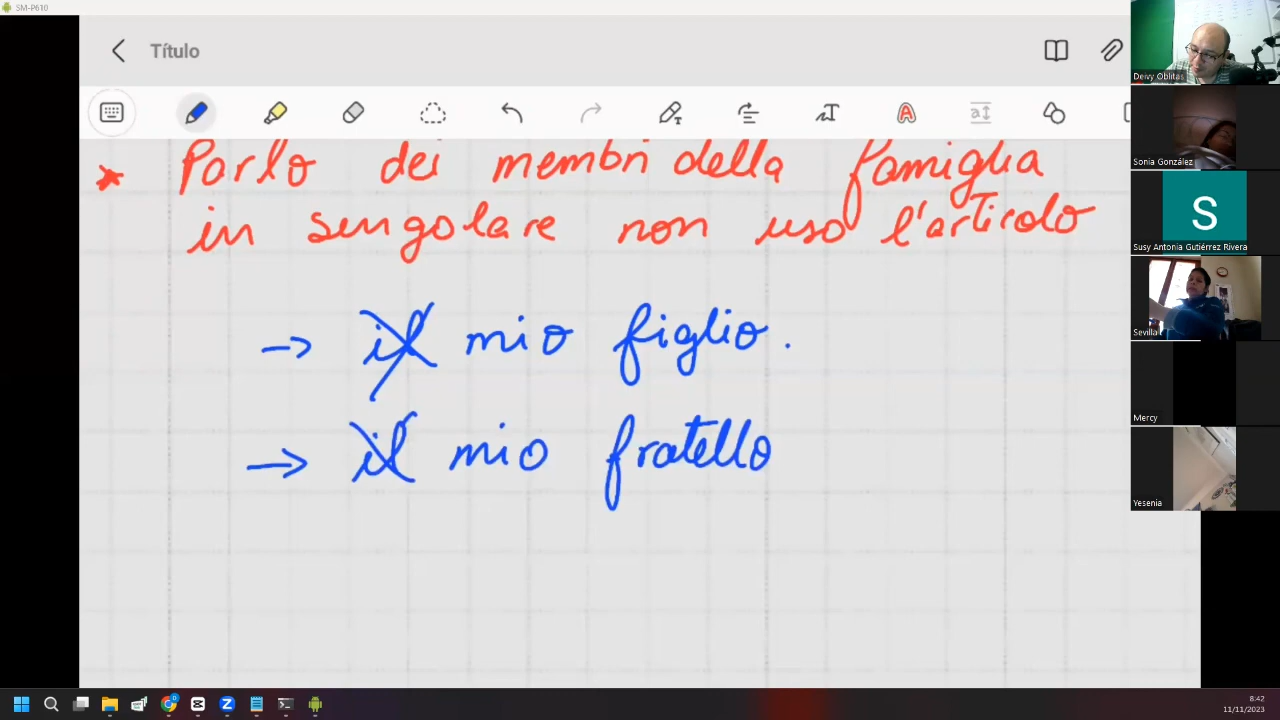 SM-P610
Título
* Parlo dei membri della famiglia
in singolare non uso l'articolo
→ il mio figlio.
→ il mio fratello
Deivy Oblitas
Sonia González
S
Susy Antonia Gutiérrez Rivera
Sevilla
Mercy
Yesenia
8:42
11/11/2023